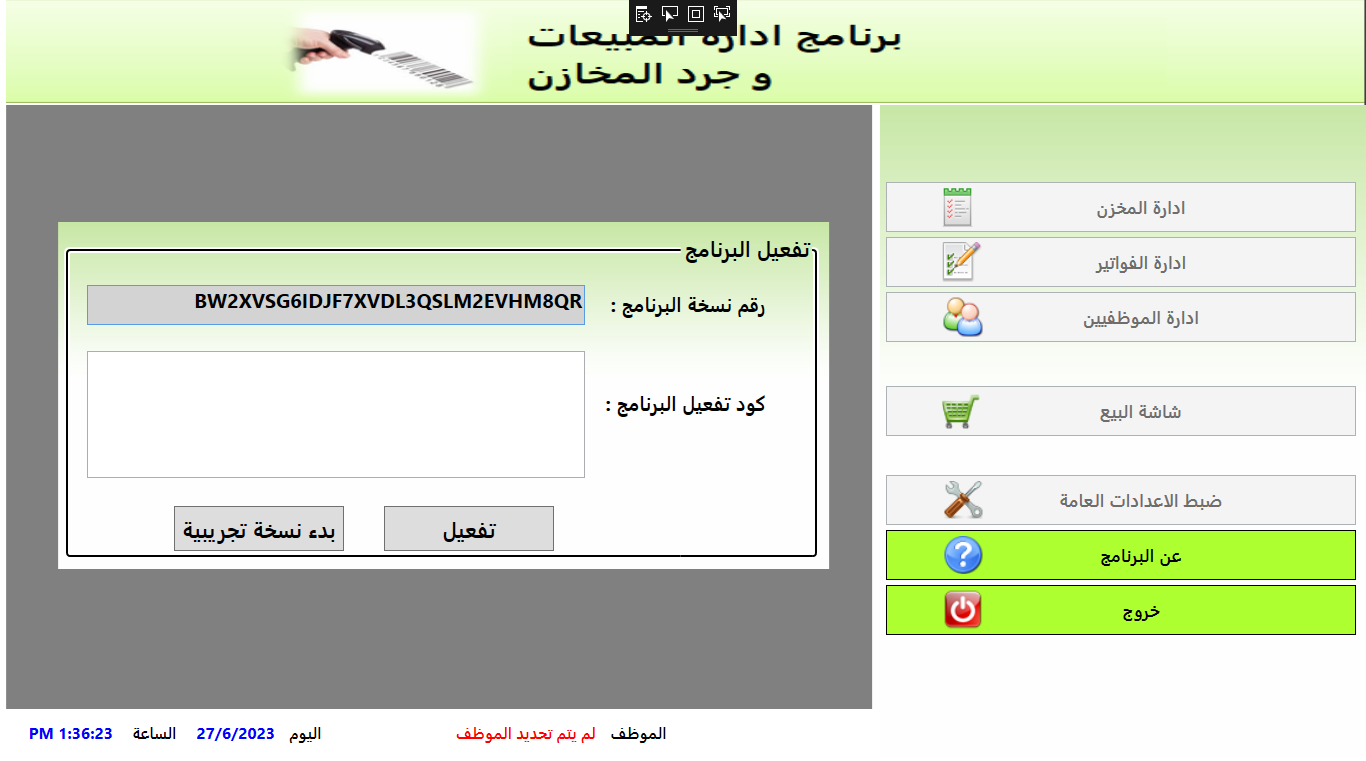 برنامج ادارة المبيعات
و جرد المخازن
ادارة المخزن
ادارة الفواتير
ادارة الموظفيين
شاشة البيع
ضبط الاعدادات العامة
عن البرنامج
خروج
تفعيل البرنامج
رقم نسخة البرنامج : BW2XVSG6IDJF7XVDL3QSLM2EVHM8QR
كود تفعيل البرنامج :
تفعيل
بدء نسخة تجريبية
الموظف لم يتم تحديد الموظف
اليوم 27/6/2023 الساعة 1:36:23 PM